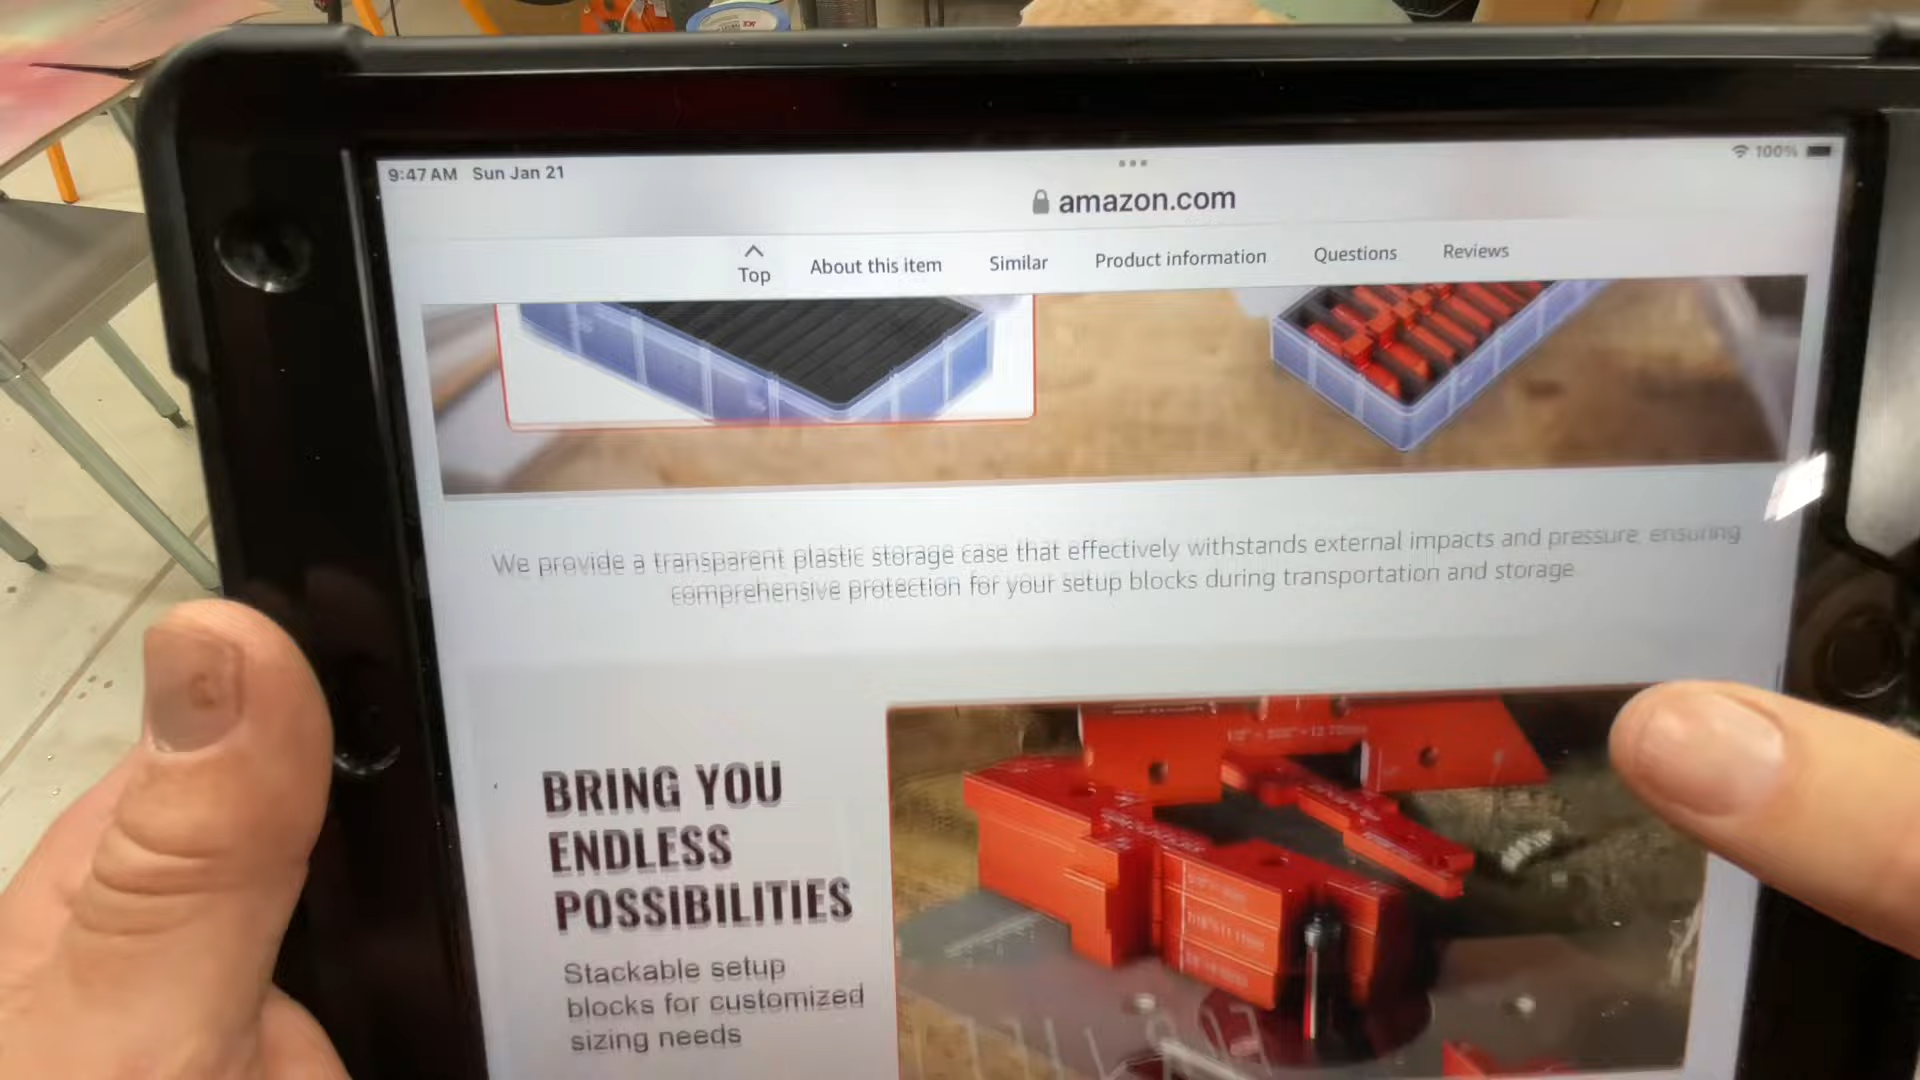 9:47 AM Sun Jan 21
100%
amazon.com
Top
About this item
Similar
Product information
Questions
Reviews
We provide a transparent plastic storage case that effectively withstands external impacts and pressure, ensuring
comprehensive protection for your setup blocks during transportation and storage
BRING YOU
ENDLESS
POSSIBILITIES
Stackable setup
blocks for customized
sizing needs